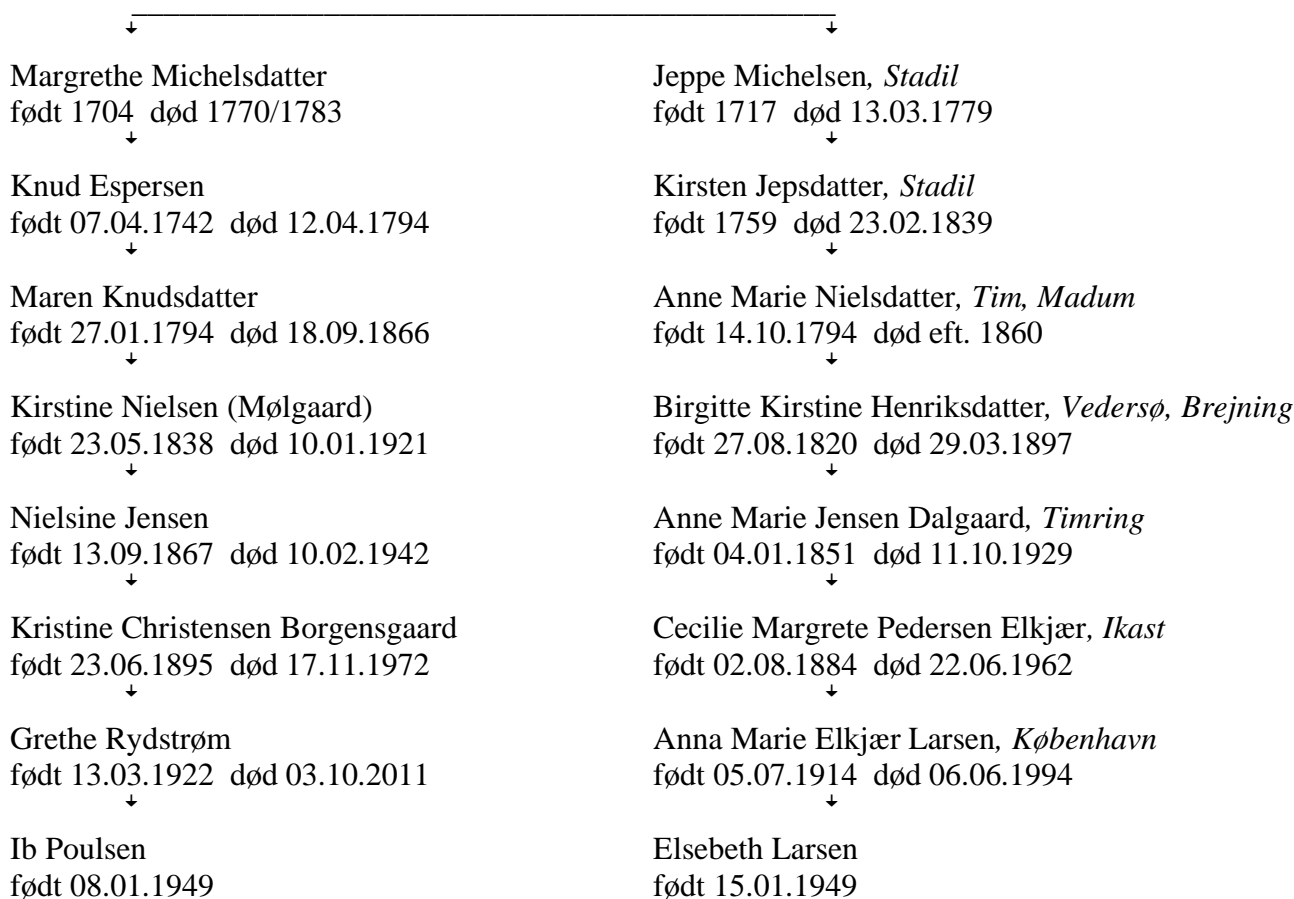 Margrethe Michelsdatter
født 1704 død 1770/1783
Knud Espersen
født 07.04.1742 død 12.04.1794
Maren Knudsdatter
født 27.01.1794 død 18.09.1866
Kirstine Nielsen (Mølgaard)
født 23.05.1838 død 10.01.1921
Nielsine Jensen
født 13.09.1867 død 10.02.1942
Kristine Christensen Borgensgaard
født 23.06.1895 død 17.11.1972
Grethe Rydstrøm
født 13.03.1922 død 03.10.2011
Ib Poulsen
født 08.01.1949
Jeppe Michelsen, Stadil
født 1717 død 13.03.1779
Kirsten Jepsdatter, Stadil
født 1759 død 23.02.1839
Anne Marie Nielsdatter, Tim, Madum
født 14.10.1794 død eft. 1860
Birgitte Kirstine Henriksdatter, Vedersø, Brejning
født 27.08.1820 død 29.03.1897
Anne Marie Jensen Dalgaard, Timring
født 04.01.1851 død 11.10.1929
Cecilie Margrete Pedersen Elkjær, Ikast
født 02.08.1884 død 22.06.1962
Anna Marie Elkjær Larsen, København
født 05.07.1914 død 06.06.1994
Elsebeth Larsen
født 15.01.1949